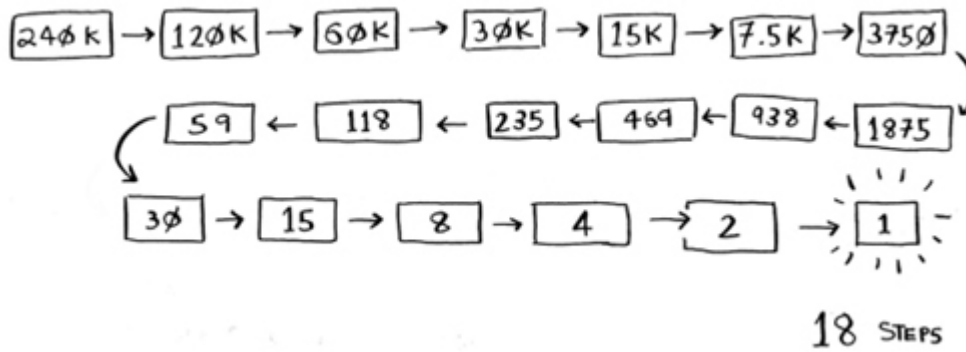 240K → 120K → 60K → 30K → 15K → 7.5K → 3750
59 ← 118 ← 235 ← 469 ← 938 ← 1875
30 → 15 → 8 → 4 → 2 → 1
18 STEPS